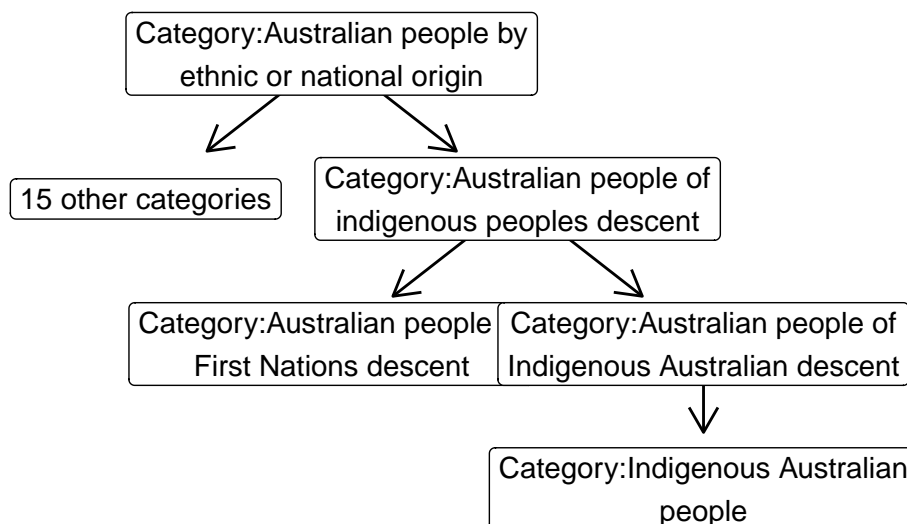 Category:Australian people by
ethnic or national origin
15 other categories
Category:Australian people of
indigenous peoples descent
Category:Australian people
First Nations descent
Category:Australian people of
Indigenous Australian descent
Category:Indigenous Australian
people